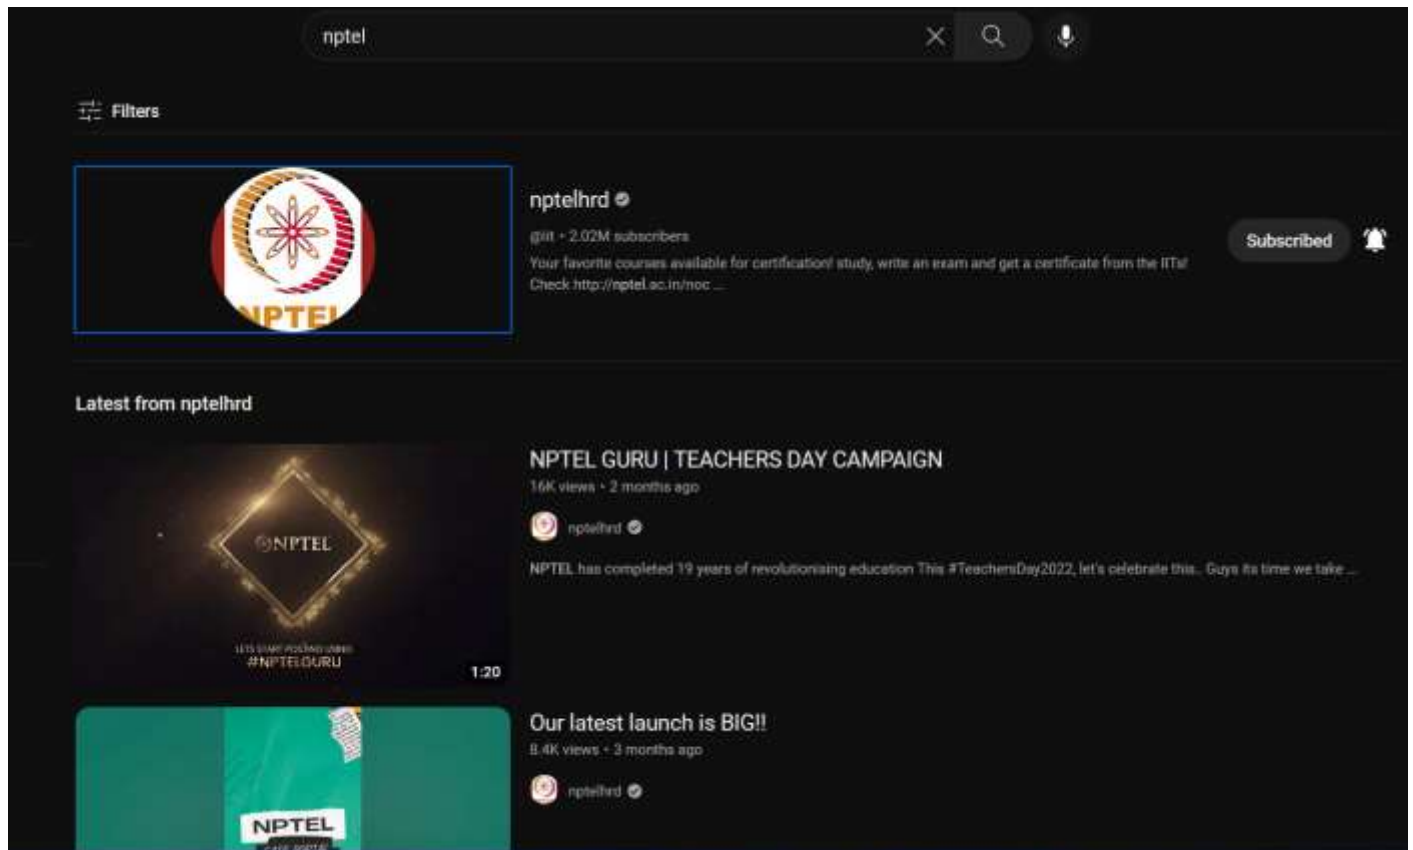 nptel
Filters
NPTEL
nptelhrd
@iit • 2.02M subscribers
Your favorite courses available for certification! study, write an exam and get a certificate from the IITs!
Check http://nptel.ac.in/noc ...
Subscribed
Latest from nptelhrd
NPTEL
LETS START POSTING USING
#NPTELGURU
1:20
NPTEL GURU | TEACHERS DAY CAMPAIGN
16K views • 2 months ago
nptelhrd
NPTEL has completed 19 years of revolutionising education This #TeachersDay2022, let's celebrate this.. Guys its time we take ...
NPTEL
Our latest launch is BIG!!
8.4K views • 3 months ago
nptelhrd